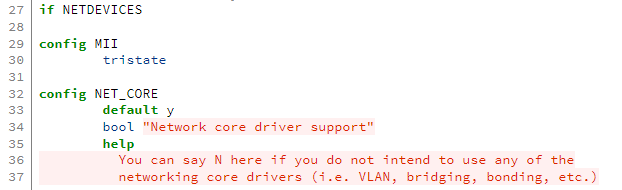 27 if NETDEVICES
28
29 config MII
30         tristate
31
32 config NET_CORE
33         default y
34         bool "Network core driver support"
35         help
36           You can say N here if you do not intend to use any of the
37           networking core drivers (i.e. VLAN, bridging, bonding, etc.)